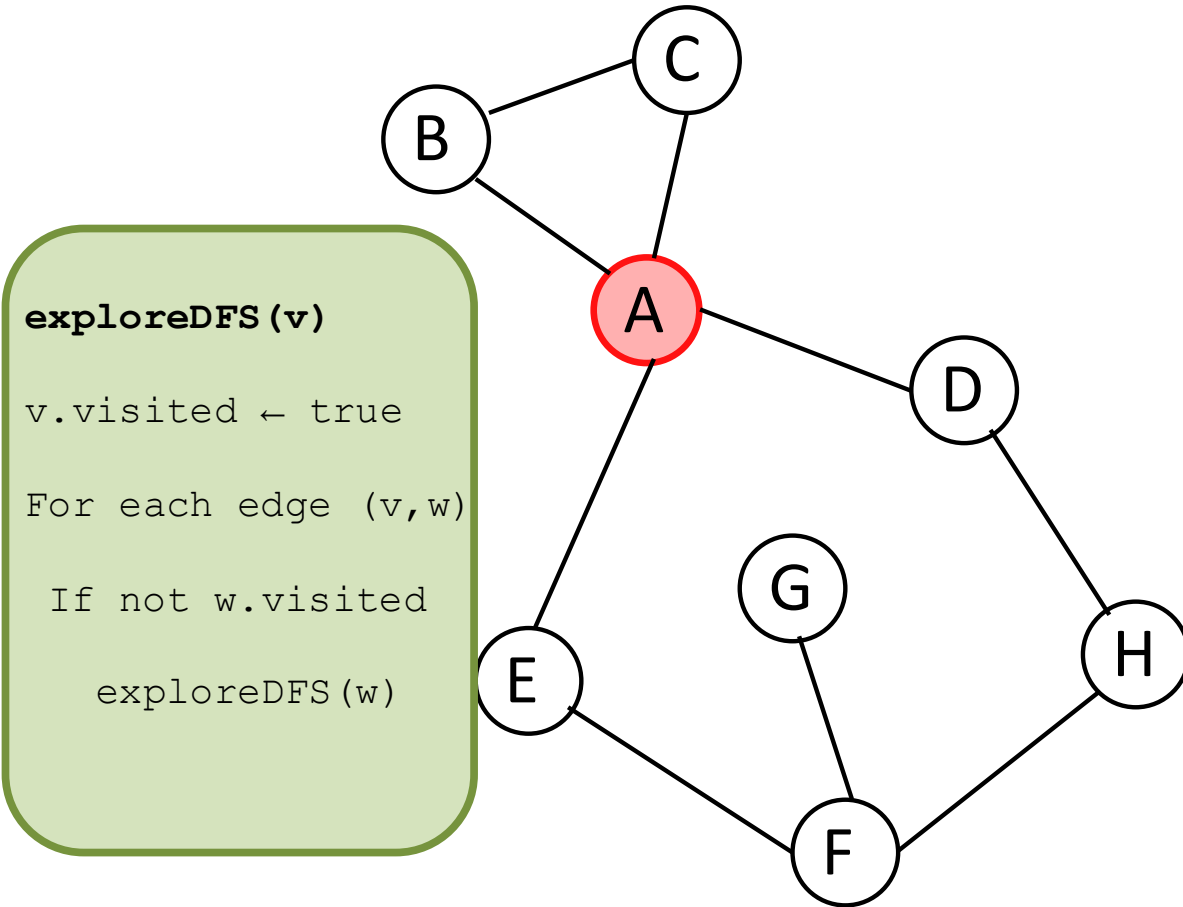 C
B
A
exploreDFS(v)
D
v.visited ← true
For each edge (v,w)
G
If not w.visited
H
E
exploreDFS(w)
F